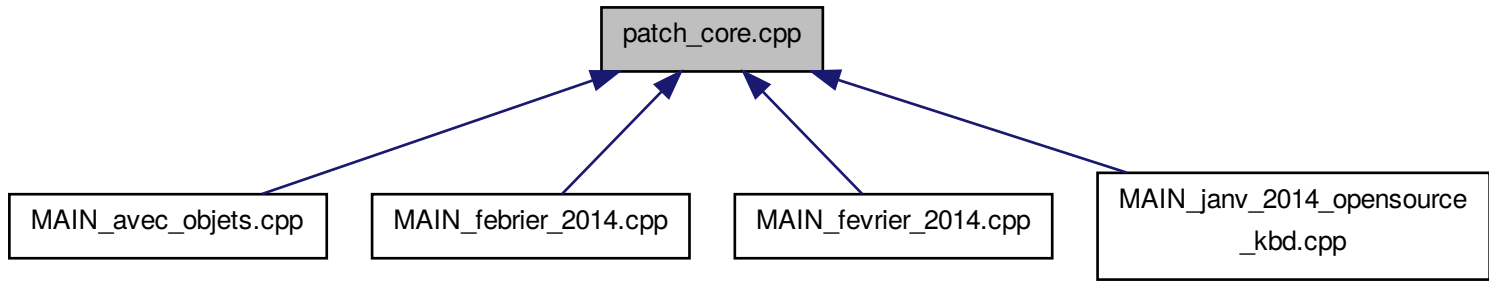 patch_core.cpp
MAIN_avec_objets.cpp
MAIN_febrier_2014.cpp
MAIN_fevrier_2014.cpp
MAIN_janv_2014_opensource
_kbd.cpp